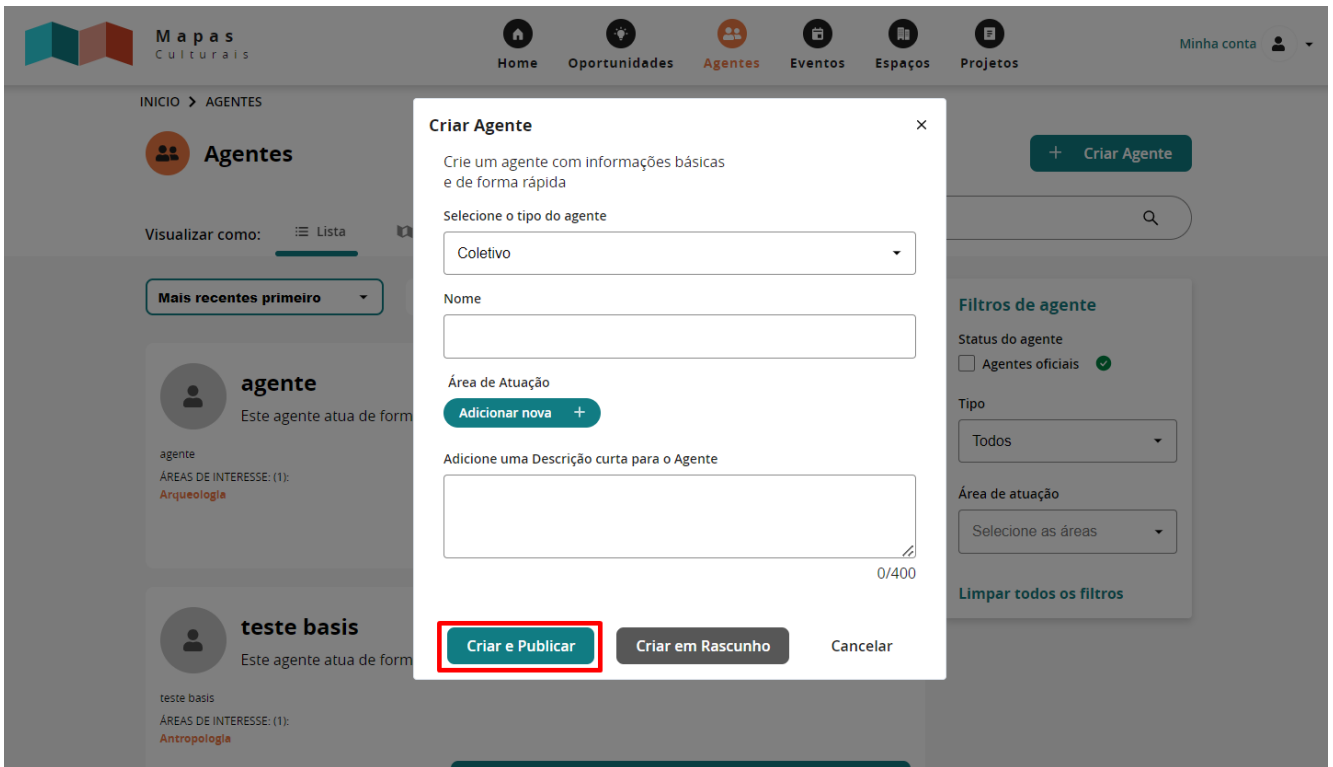 Mapas
Culturais
Home
Oportunidades
Agentes
Eventos
Espaços
Projetos
Minha conta
INICIO > AGENTES
Agentes
+ Criar Agente
Visualizar como:
Lista
Mais recentes primeiro
agente
Este agente atua de form
agente
ÁREAS DE INTERESSE: (1):
Arqueologia
teste basis
Este agente atua de form
teste basis
ÁREAS DE INTERESSE: (1):
Antropologia
Criar Agente
×
Crie um agente com informações básicas
e de forma rápida
Selecione o tipo do agente
Coletivo
Nome
Área de Atuação
Adicionar nova +
Adicione uma Descrição curta para o Agente
0/400
Criar e Publicar
Criar em Rascunho
Cancelar
Filtros de agente
Status do agente
Agentes oficiais
Tipo
Todos
Área de atuação
Selecione as áreas
Limpar todos os filtros